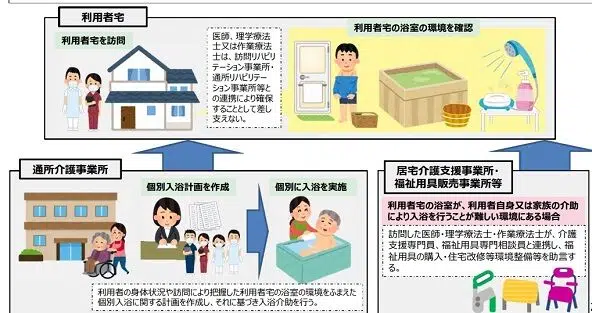 利用者宅
利用者宅を訪問
医師、理学療法
士又は作業療法
士は、訪問リハビリ
テーション事業所・
通所リハビリテー
ション事業所等と
の連携により確保
することとして差し
支えない。
利用者宅の浴室の環境を確認
通所介護事業所
個別入浴計画を作成
個別に入浴を実施
利用者の身体状況や訪問により把握した利用者宅の浴室の環境をふまえた
個別入浴に関する計画を作成し、それに基づき入浴介助を行う。
居宅介護支援事業所・
福祉用具販売事業所等
利用者宅の浴室が、利用者自身又は家族の介助
により入浴を行うことが難しい環境にある場合
訪問した医師・理学療法士・作業療法士が、介護
支援専門員、福祉用具専門相談員と連携し、福
祉用具の購入・住宅改修等環境整備等を助言す
る。